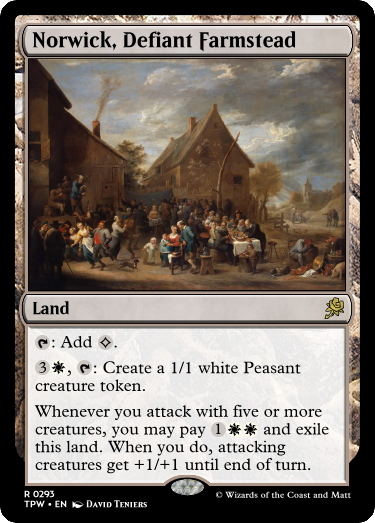 Norwick, Defiant Farmstead
Land
: Add .
3 , : Create a 1/1 white Peasant
creature token.
Whenever you attack with five or more
creatures, you may pay 1 and exile
this land. When you do, attacking
creatures get +1/+1 until end of turn.
R 0293
TPW • EN DAVID TENIERS
© Wizards of the Coast and Matt